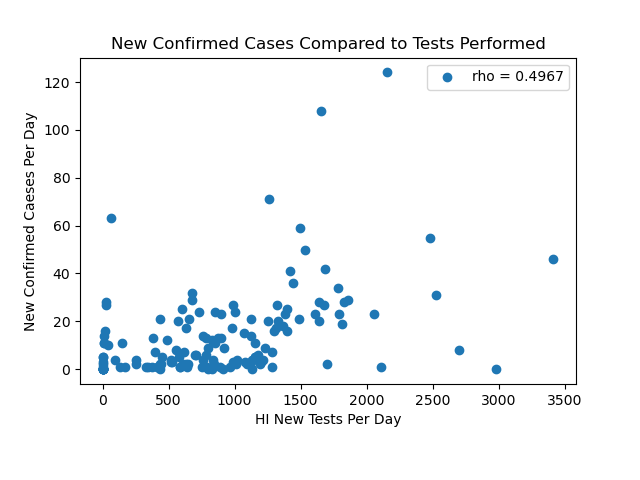 New Confirmed Cases Compared to Tests Performed
rho = 0.4967
New Confirmed Caeses Per Day
120
100
80
60
40
20
0
0 500 1000 1500 2000 2500 3000 3500
HI New Tests Per Day